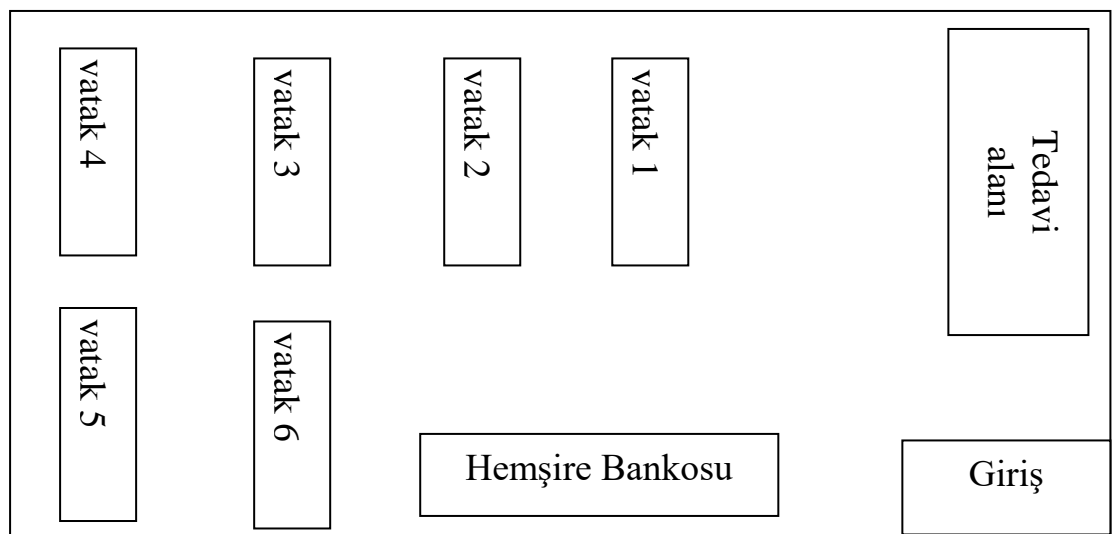 vatak 4
vatak 3
vatak 2
vatak 1
Tedavi
alanı
vatak 5
vatak 6
Hemşire Bankosu
Giriş